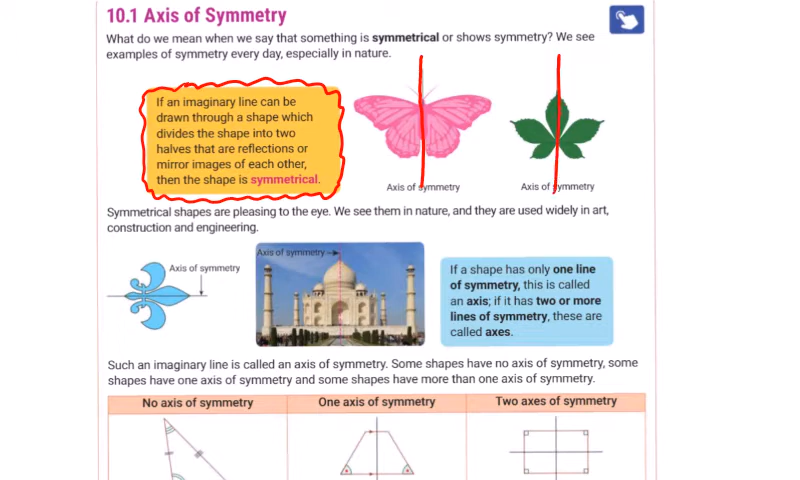 10.1 Axis of Symmetry
What do we mean when we say that something is symmetrical or shows symmetry? We see
examples of symmetry every day, especially in nature.
If an imaginary line can be
drawn through a shape which
divides the shape into two
halves that are reflections or
mirror images of each other,
then the shape is symmetrical.
Axis of symmetry
Axis of symmetry
Symmetrical shapes are pleasing to the eye. We see them in nature, and they are used widely in art,
construction and engineering.
Axis of symmetry
Axis of symmetry
If a shape has only one line
of symmetry, this is called
an axis; if it has two or more
lines of symmetry, these are
called axes.
Such an imaginary line is called an axis of symmetry. Some shapes have no axis of symmetry, some
shapes have one axis of symmetry and some shapes have more than one axis of symmetry.
No axis of symmetry
One axis of symmetry
Two axes of symmetry